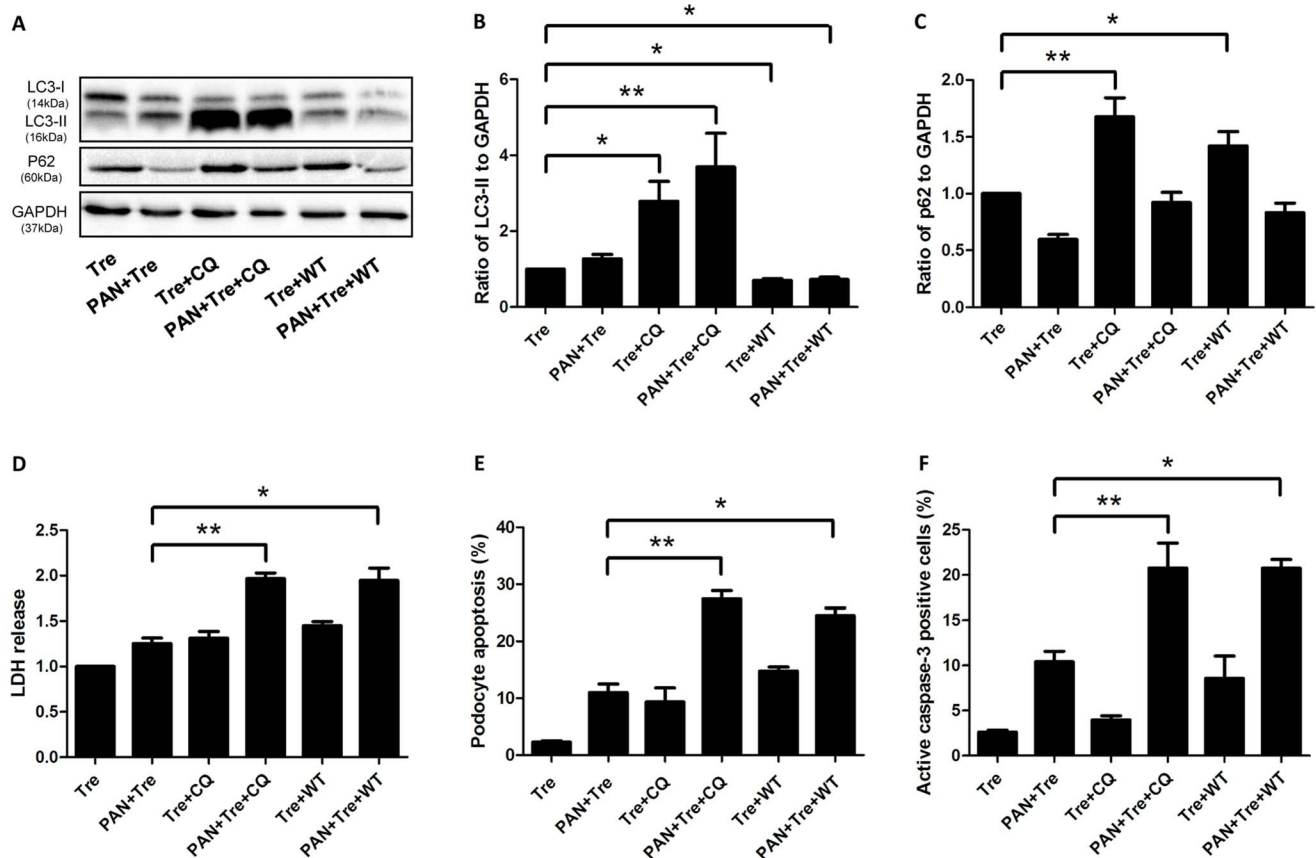 A
LC3-I
(14kDa)
LC3-II
(16kDa)
P62
(60kDa)
GAPDH
(37kDa)
Tre
PAN+Tre
Tre+CQ
PAN+Tre+CQ
Tre+WT
PAN+Tre+WT
B
*
*
**
*
Ratio of LC3-II to GAPDH
6
4
2
0
Tre
PAN+Tre
Tre+CQ
PAN+Tre+CQ
Tre+WT
PAN+Tre+WT
C
*
**
Ratio of p62 to GAPDH
2.0
1.5
1.0
0.5
0.0
Tre
PAN+Tre
Tre+CQ
PAN+Tre+CQ
Tre+WT
PAN+Tre+WT
D
*
**
LDH release
2.5
2.0
1.5
1.0
0.5
0.0
Tre
PAN+Tre
Tre+CQ
PAN+Tre+CQ
Tre+WT
PAN+Tre+WT
E
*
**
Podocyte apoptosis (%)
40
30
20
10
0
Tre
PAN+Tre
Tre+CQ
PAN+Tre+CQ
Tre+WT
PAN+Tre+WT
F
*
**
Active caspase-3 positive cells (%)
25
20
15
10
5
0
Tre
PAN+Tre
Tre+CQ
PAN+Tre+CQ
Tre+WT
PAN+Tre+WT